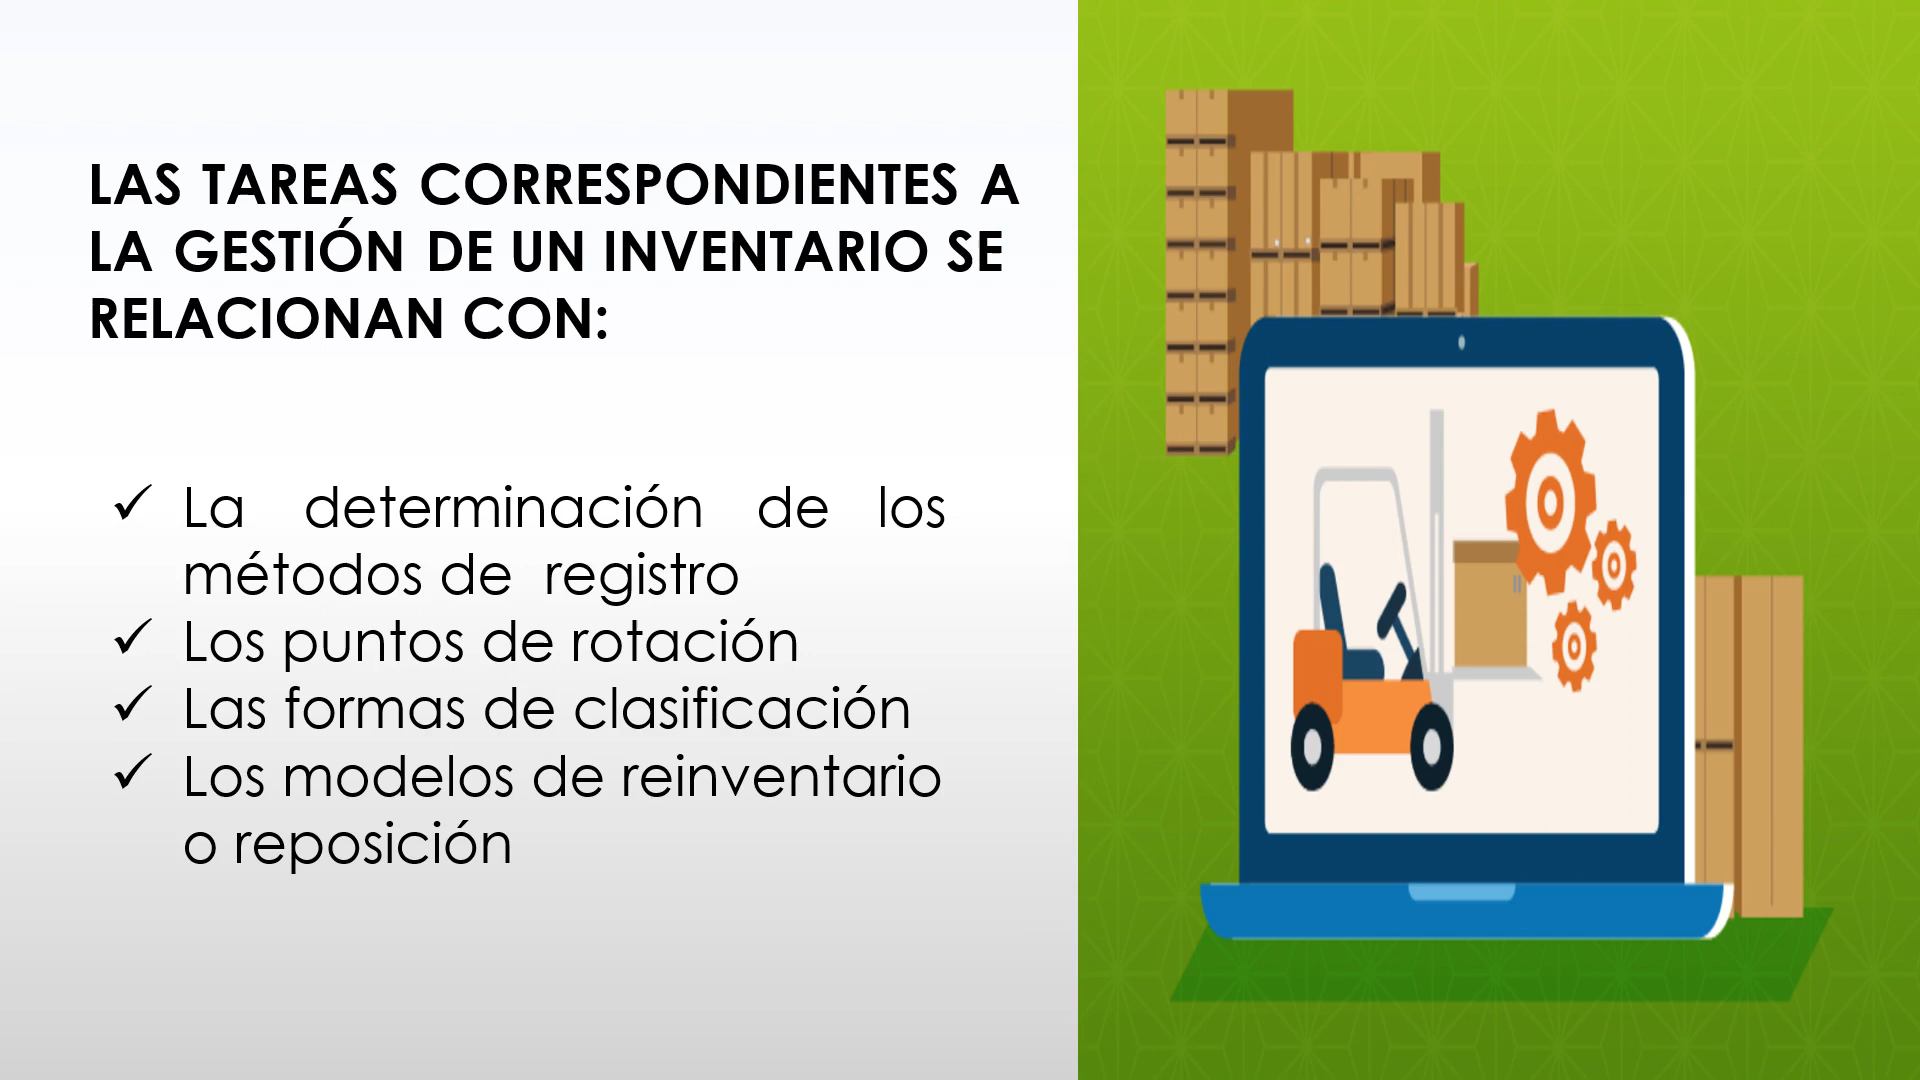 LAS TAREAS CORRESPONDIENTES A
LA GESTIÓN DE UN INVENTARIO SE
RELACIONAN CON:
✓ La determinación de los
métodos de registro
✓ Los puntos de rotación
✓ Las formas de clasificación
✓ Los modelos de reinventario
o reposición